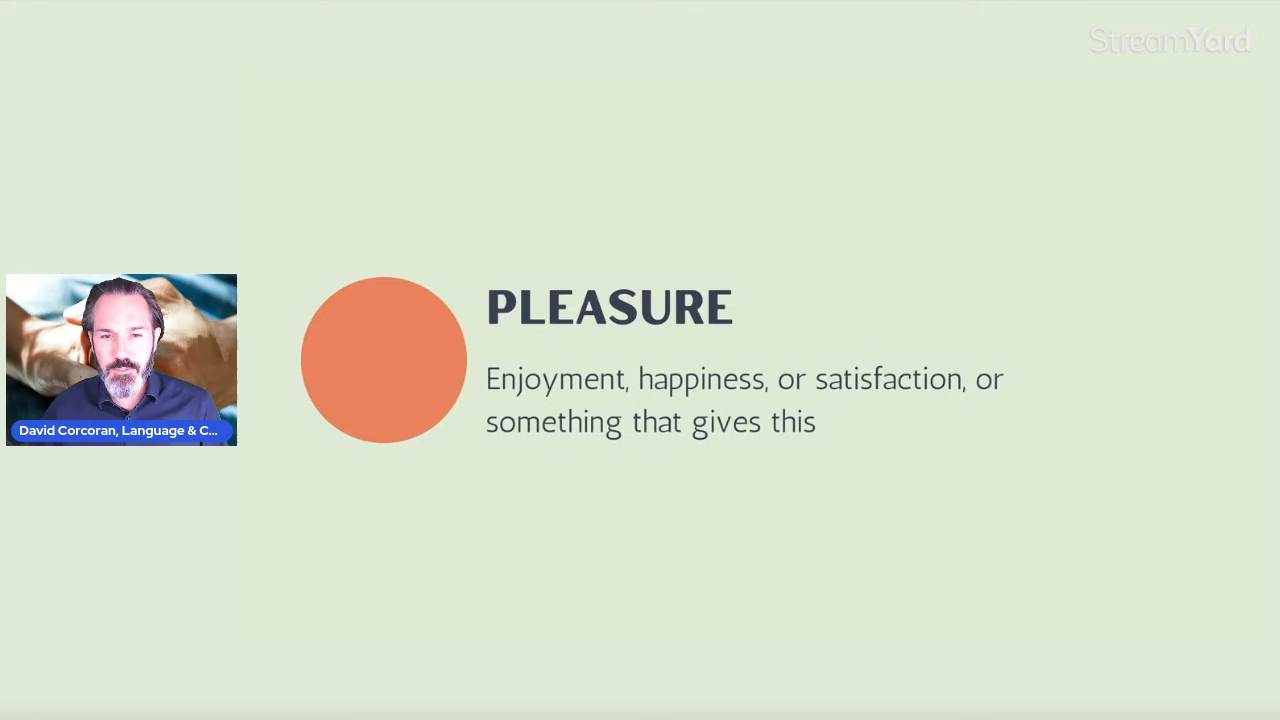 StreamYard
PLEASURE
Enjoyment, happiness, or satisfaction, or
something that gives this
David Corcoran, Language & C...